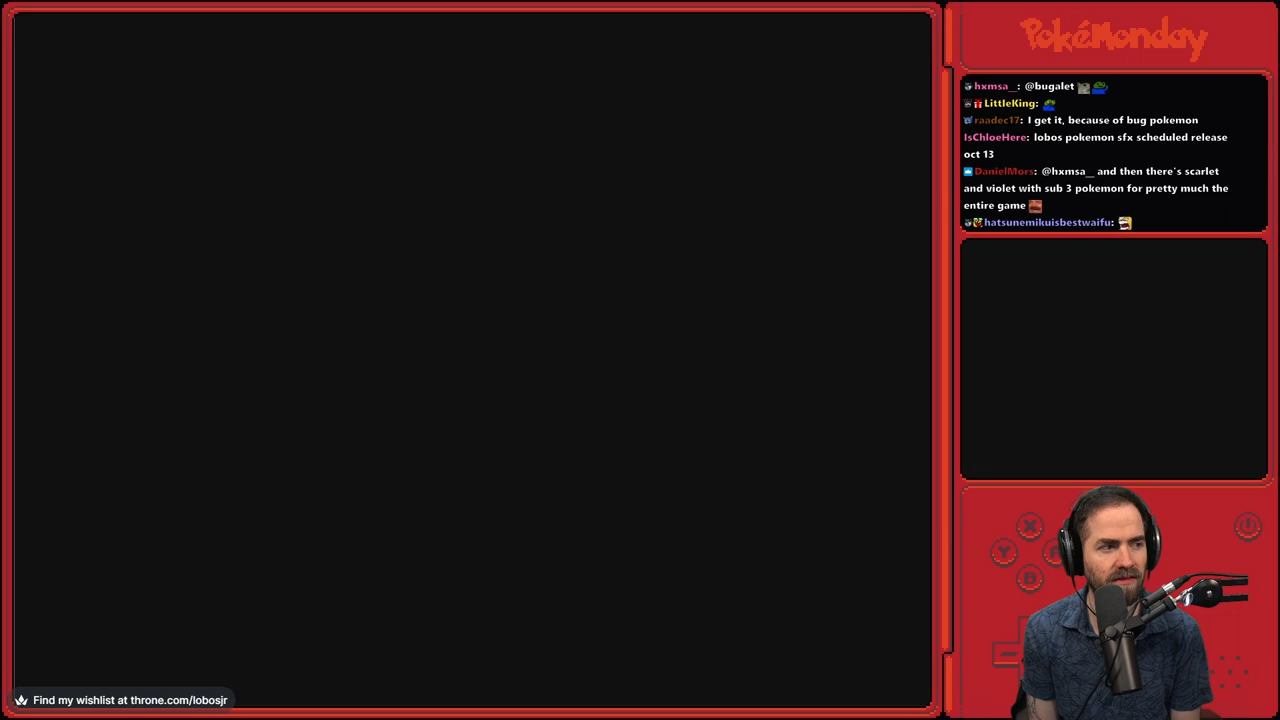 PokéMonday
hxmsa__: @bugalet
LittleKing:
raadec17: I get it, because of bug pokemon
IsChloeHere: lobos pokemon sfx scheduled release
oct 13
DanielMors: @hxmsa__ and then there's scarlet
and violet with sub 3 pokemon for pretty much the
entire game
hatsunemikuisbestwaifu:
X
Y
B
Find my wishlist at throne.com/lobosjr